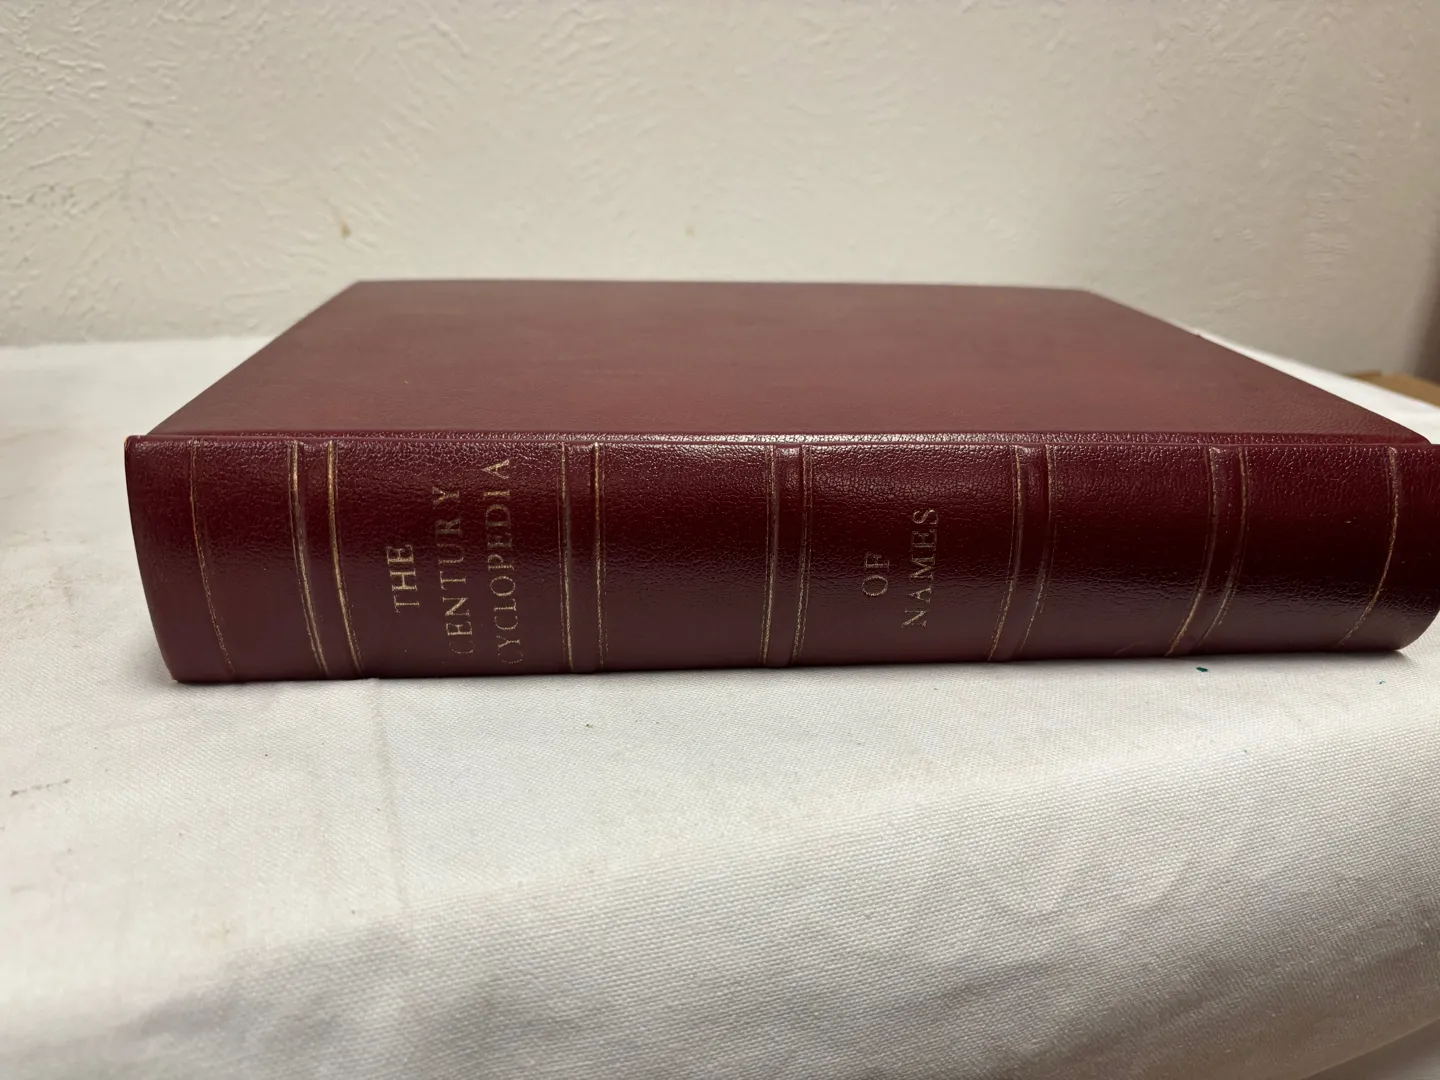 THE
CENTURY
CYCLOPEDIA
OF
NAMES